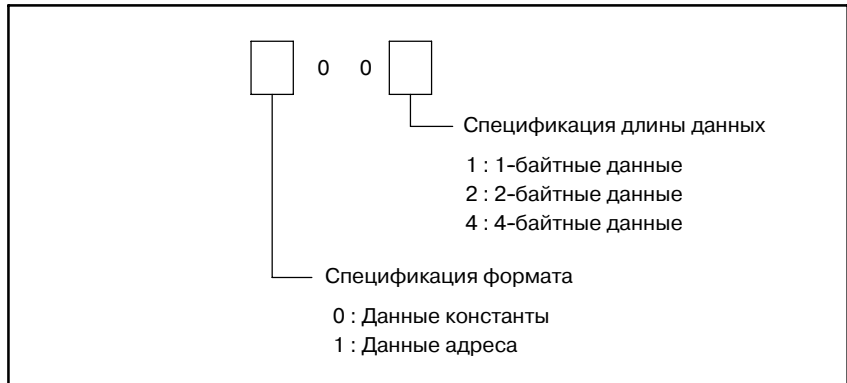 0 0
Спецификация длины данных
1 : 1-байтные данные
2 : 2-байтные данные
4 : 4-байтные данные
Спецификация формата
0 : Данные константы
1 : Данные адреса